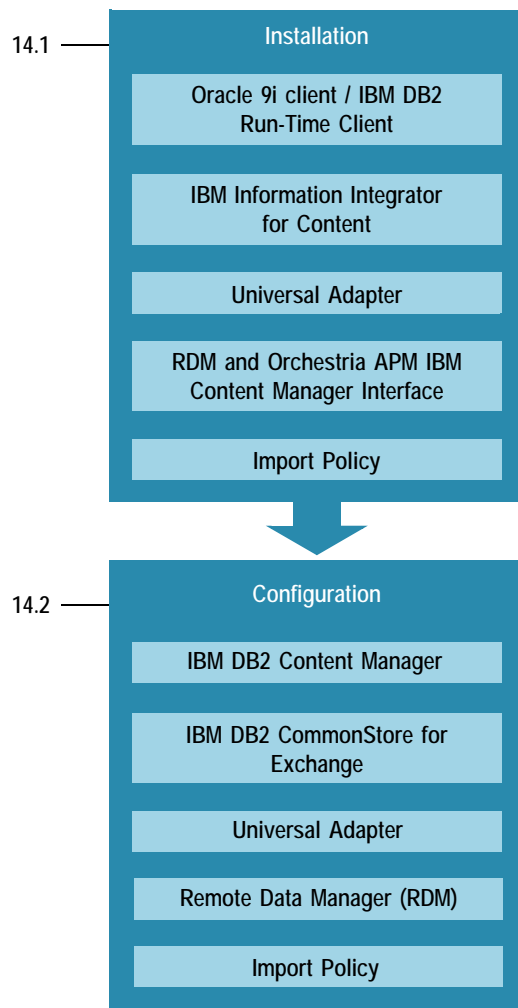 14.1
Installation
Oracle 9i client / IBM DB2
Run-Time Client
IBM Information Integrator
for Content
Universal Adapter
RDM and Orchestria APM IBM
Content Manager Interface
Import Policy
14.2
Configuration
IBM DB2 Content Manager
IBM DB2 CommonStore for
Exchange
Universal Adapter
Remote Data Manager (RDM)
Import Policy